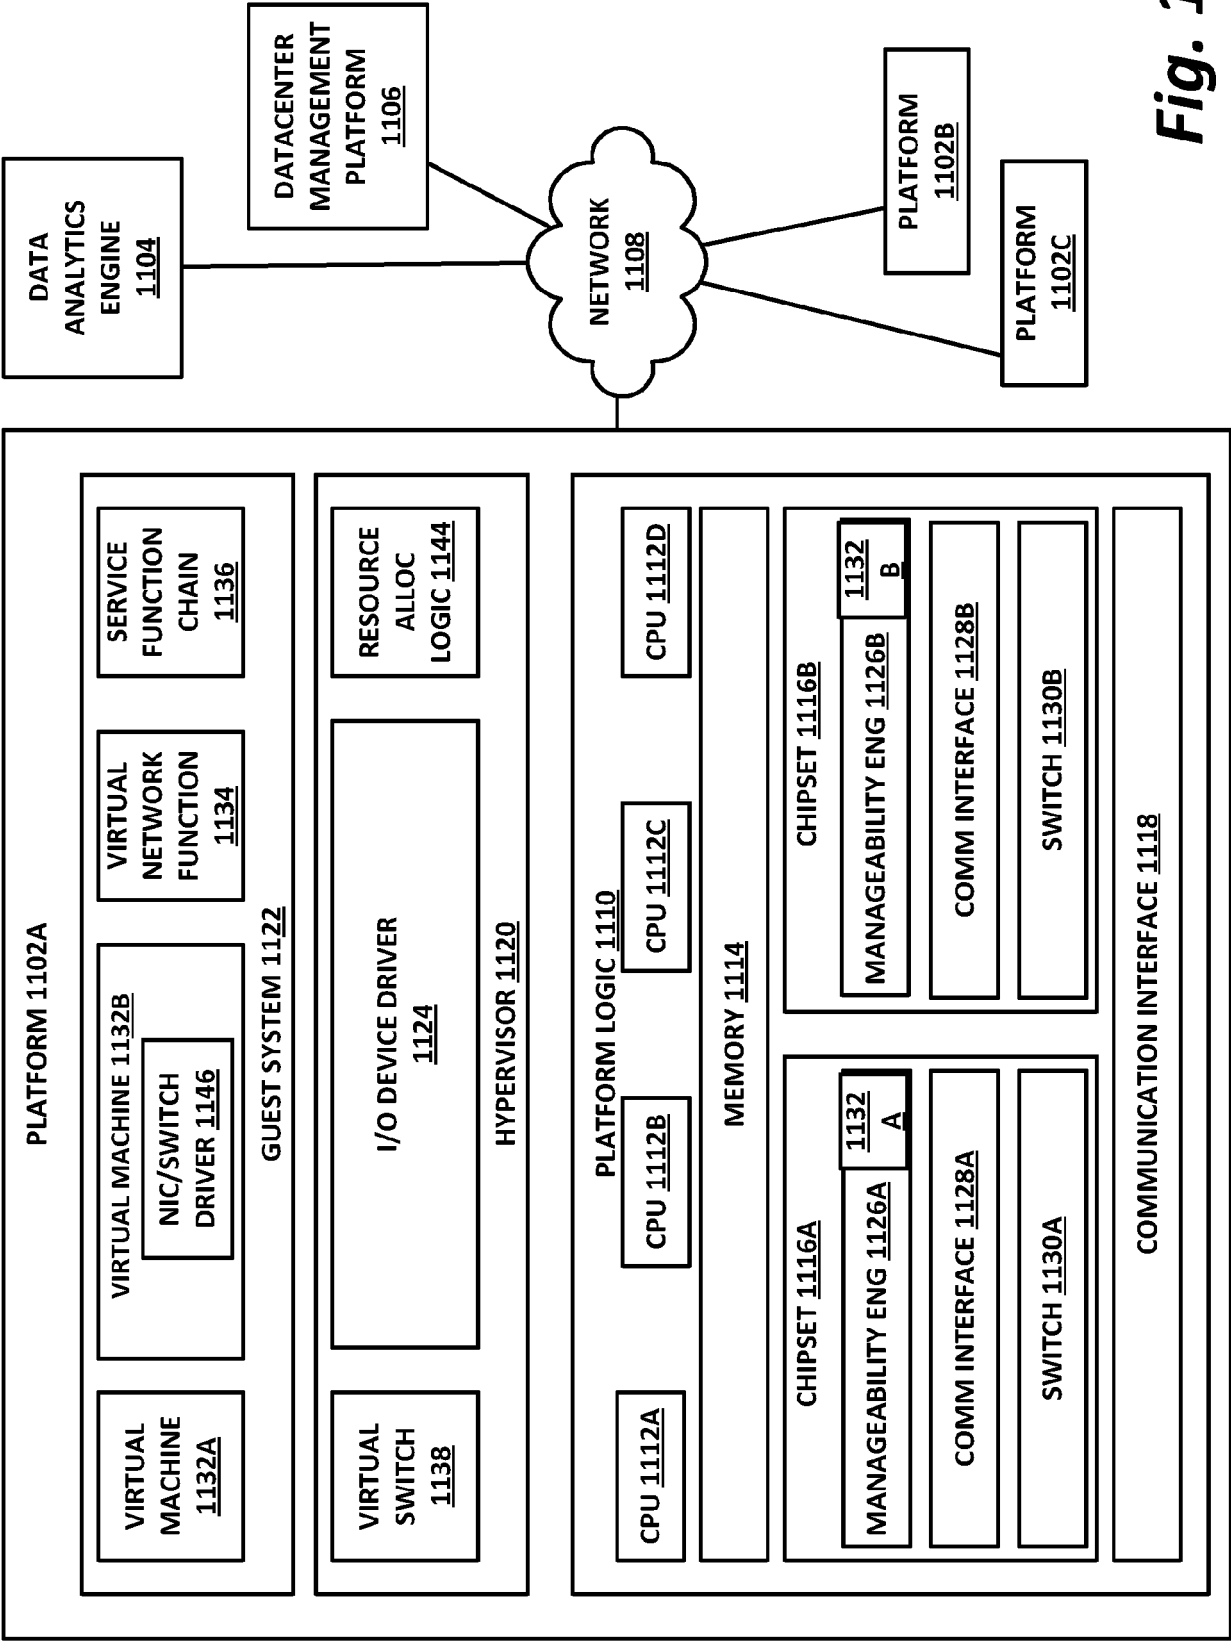 PLATFORM 1102A
VIRTUAL
MACHINE
1132A
VIRTUAL MACHINE 1132B
NIC/SWITCH
DRIVER 1146
VIRTUAL
NETWORK
FUNCTION
1134
SERVICE
FUNCTION
CHAIN
1136
GUEST SYSTEM 1122
VIRTUAL
SWITCH
1138
I/O DEVICE DRIVER
1124
RESOURCE
ALLOC
LOGIC 1144
HYPERVISOR 1120
PLATFORM LOGIC 1110
CPU 1112A
CPU 1112B
CPU 1112C
CPU 1112D
MEMORY 1114
CHIPSET 1116A
MANAGEABILITY ENG 1126A
1132
A
COMM INTERFACE 1128A
SWITCH 1130A
CHIPSET 1116B
MANAGEABILITY ENG 1126B
1132
B
COMM INTERFACE 1128B
SWITCH 1130B
COMMUNICATION INTERFACE 1118
DATA
ANALYTICS
ENGINE
1104
DATACENTER
MANAGEMENT
PLATFORM
1106
NETWORK
1108
PLATFORM
1102B
PLATFORM
1102C
Fig.